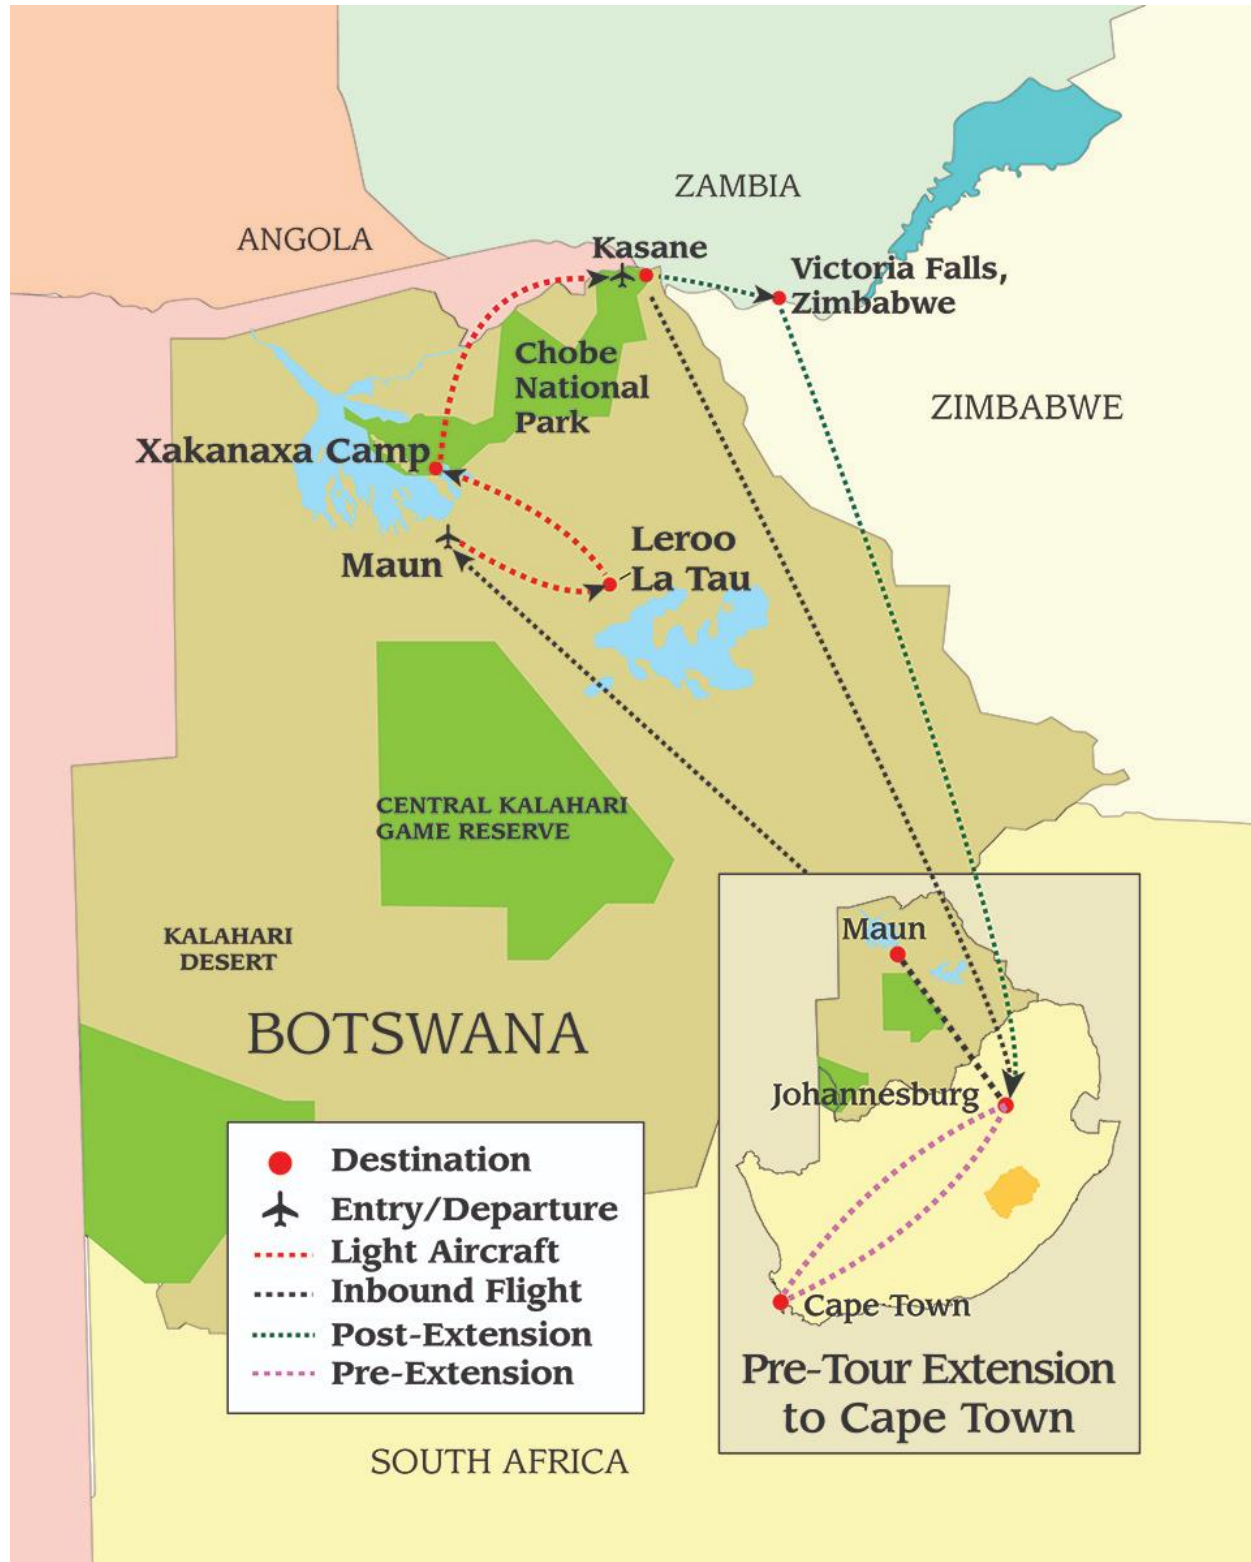 ZAMBIA
ANGOLA
Kasane
Victoria Falls,
Zimbabwe
Chobe
National
Park
ZIMBABWE
Xakanaxa Camp
Leroo
La Tau
Maun
CENTRAL KALAHARI
GAME RESERVE
KALAHARI
DESERT
BOTSWANA
Maun
Johannesburg
Cape Town
Pre-Tour Extension
to Cape Town
Destination
Entry/Departure
Light Aircraft
Inbound Flight
Post-Extension
Pre-Extension
SOUTH AFRICA